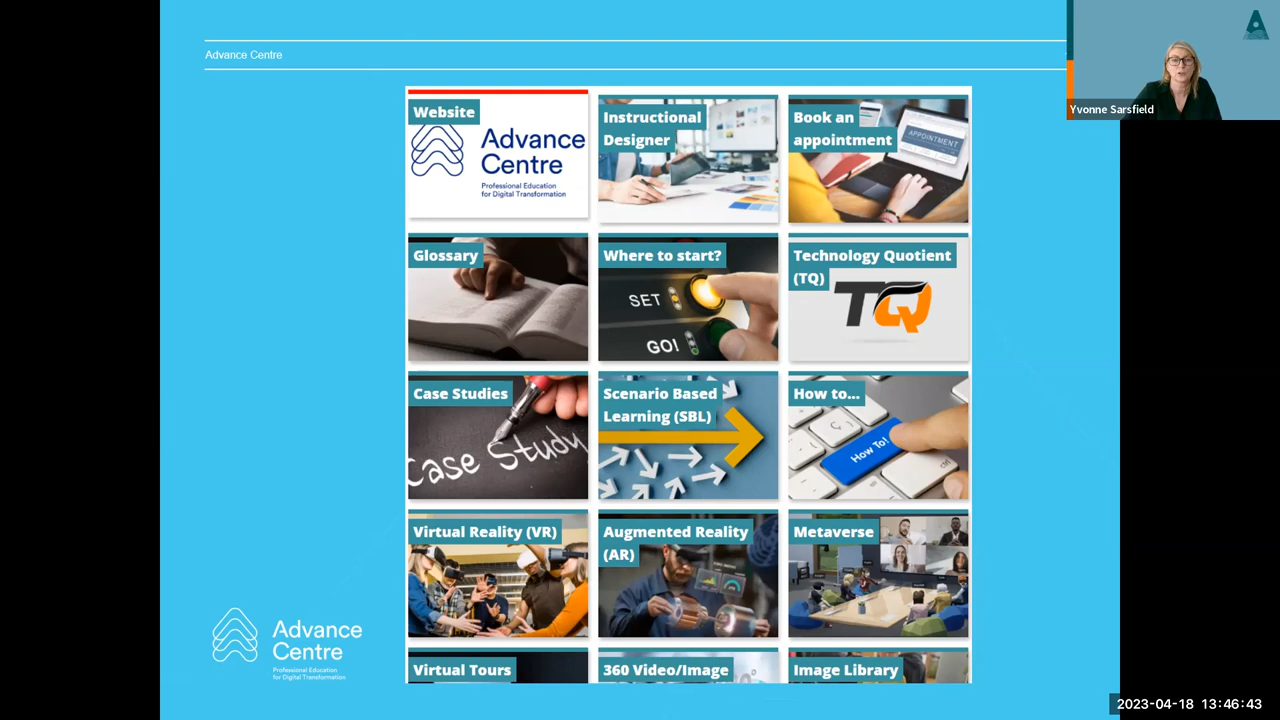 Advance Centre
Yvonne Sarsfield
Website
Advance
Centre
Professional Education
for Digital Transformation
Instructional
Designer
Book an
appointment
APPOINTMENT
Glossary
Where to start?
SET
GO!
Technology Quotient
(TQ)
TQ
Case Studies
Case Study
Scenario Based
Learning (SBL)
How to...
How To!
ctrl
Virtual Reality (VR)
Augmented Reality
(AR)
Metaverse
Virtual Tours
360 Video/Image
Image Library
Advance
Centre
Professional Education
for Digital Transformation
2023-04-18 13:46:43